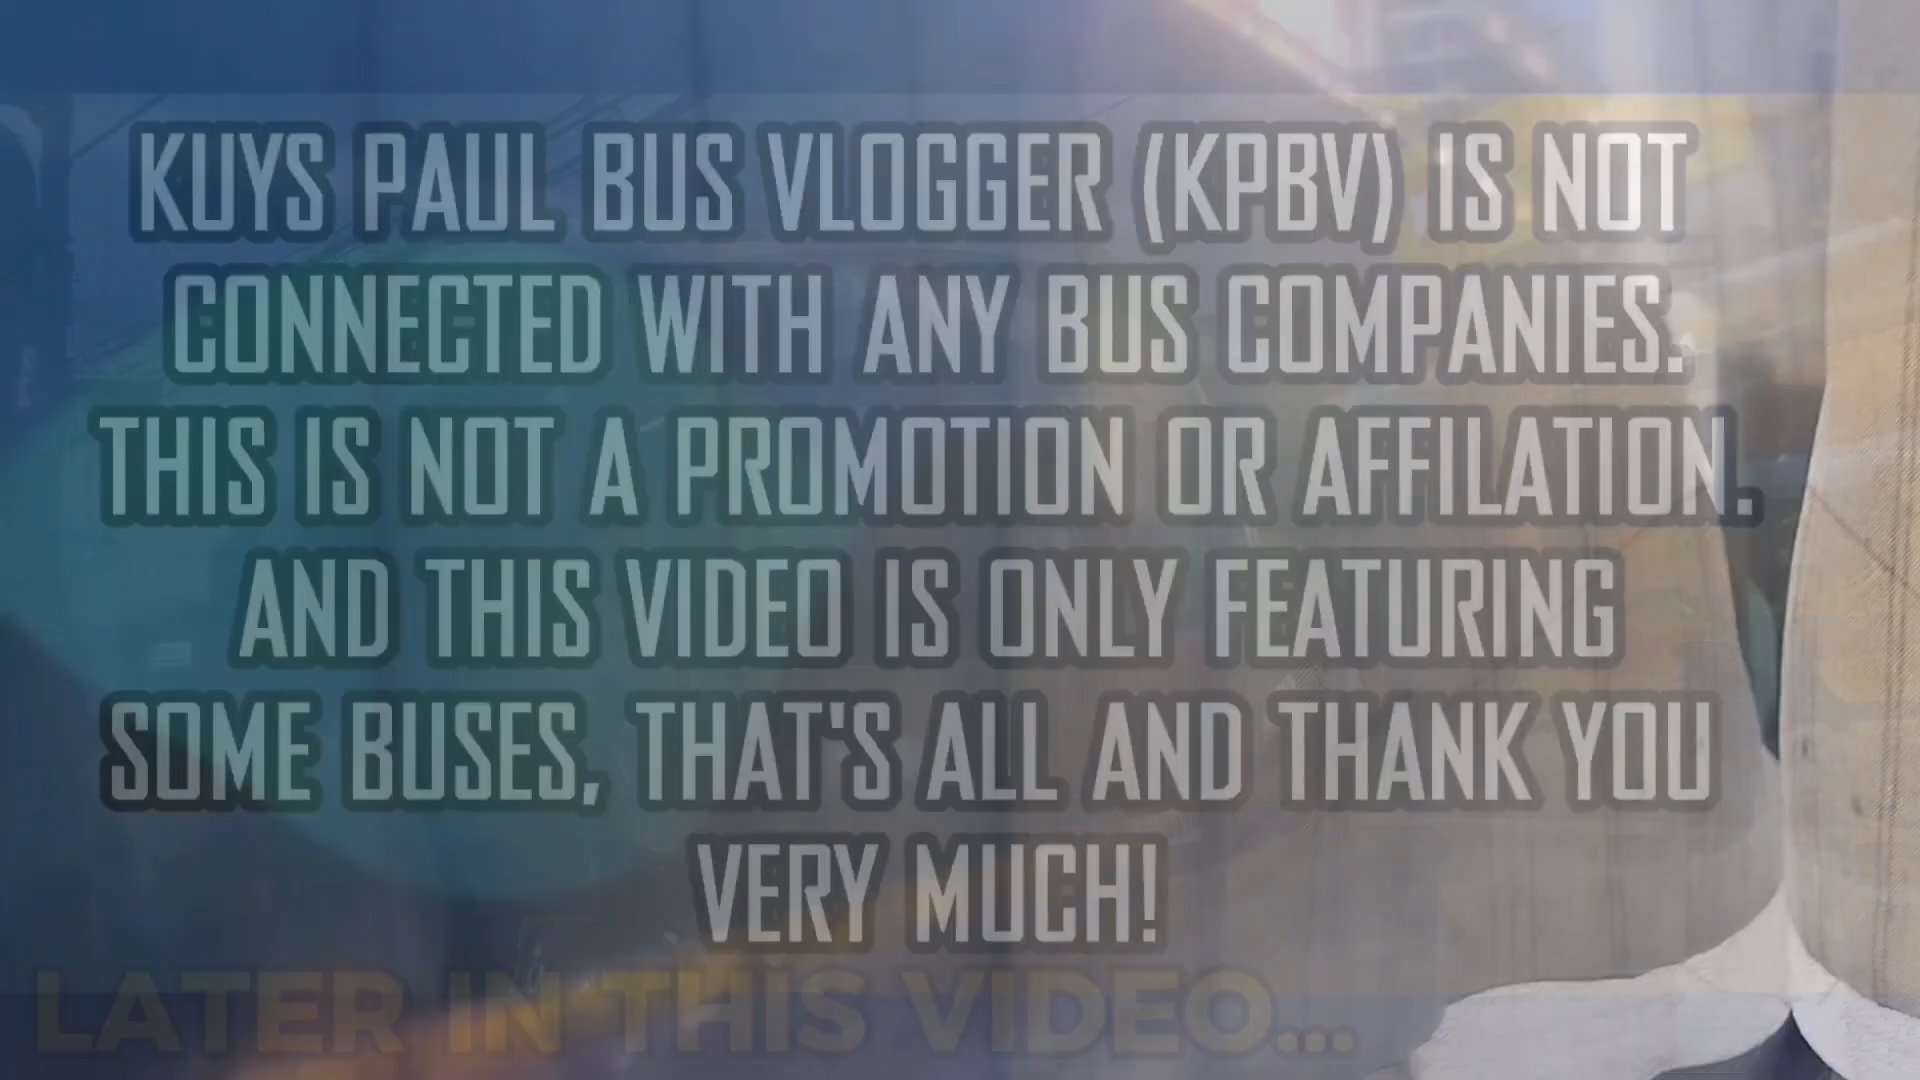 KUYS PAUL BUS VLOGGER (KPBV) IS NOT
CONNECTED WITH ANY BUS COMPANIES.
THIS IS NOT A PROMOTION OR AFFILATION.
AND THIS VIDEO IS ONLY FEATURING
SOME BUSES, THAT'S ALL AND THANK YOU
VERY MUCH!
LATER IN THIS VIDEO...